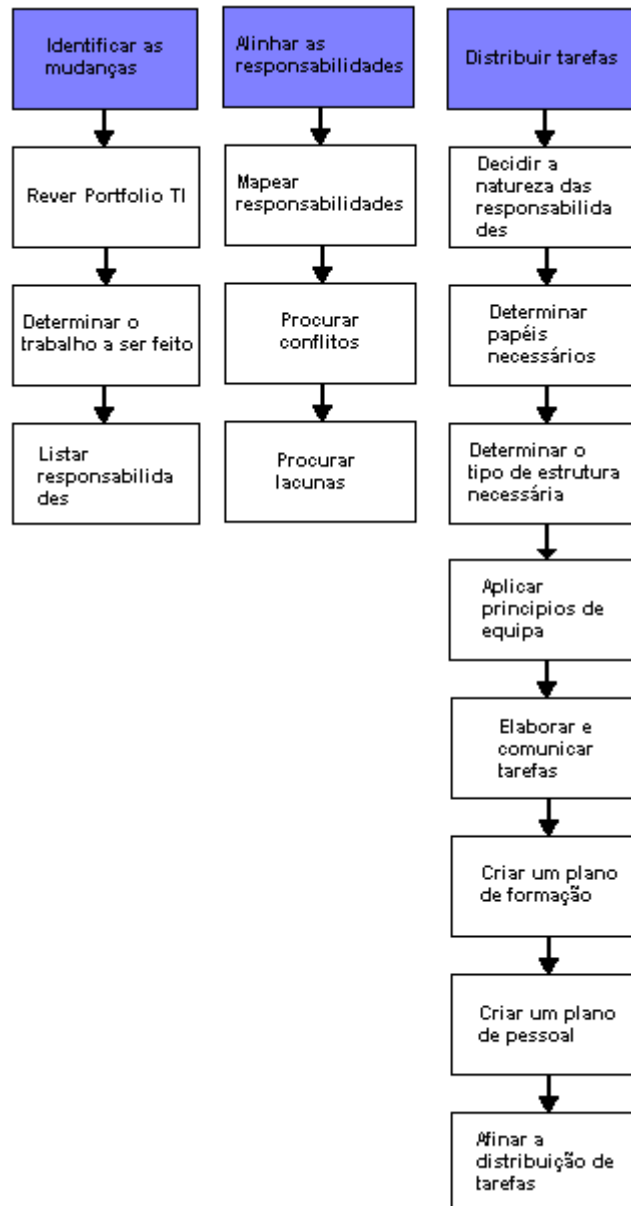 Identificar as
mudanças
Alinhar as
responsabilidades
Distribuir tarefas
Rever Portfolio TI
Mapear
responsabilidades
Decidir a
natureza das
responsabilida
des
Determinar o
trabalho a ser feito
Procurar
conflitos
Determinar
papéis
necessários
Listar
responsabilida
des
Procurar
lacunas
Determinar o
tipo de estrutura
necessária
Aplicar
principios de
equipa
Elaborar e
comunicar
tarefas
Criar um plano
de formação
Criar um plano
de pessoal
Afinar a
distribuição de
tarefas